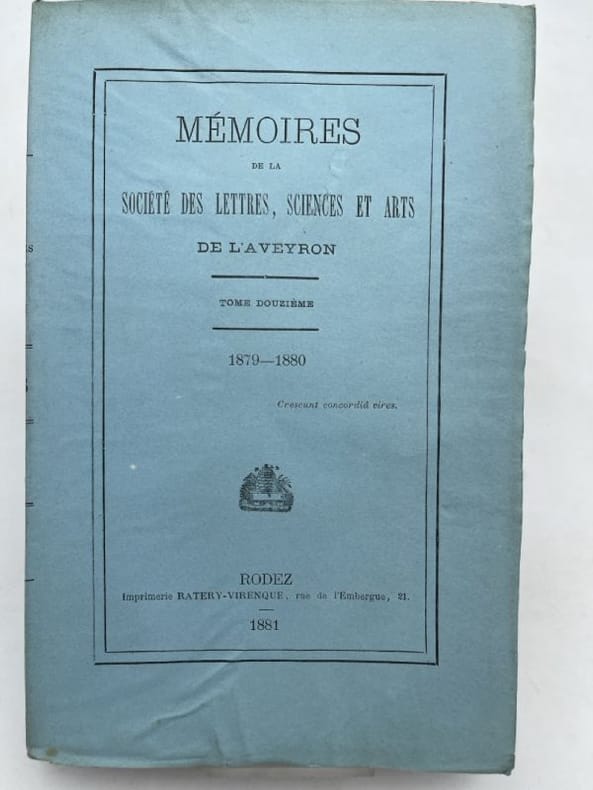 MÉMOIRES
DE LA
SOCIÉTÉ DES LETTRES, SCIENCES ET ARTS
DE L'AVEYRON
TOME DOUZIÈME
1879—1880
Crescunt concordiâ vires.
RODEZ
Imprimerie RATERY-VIRENQUE, rue de l'Embergue, 21.
1881